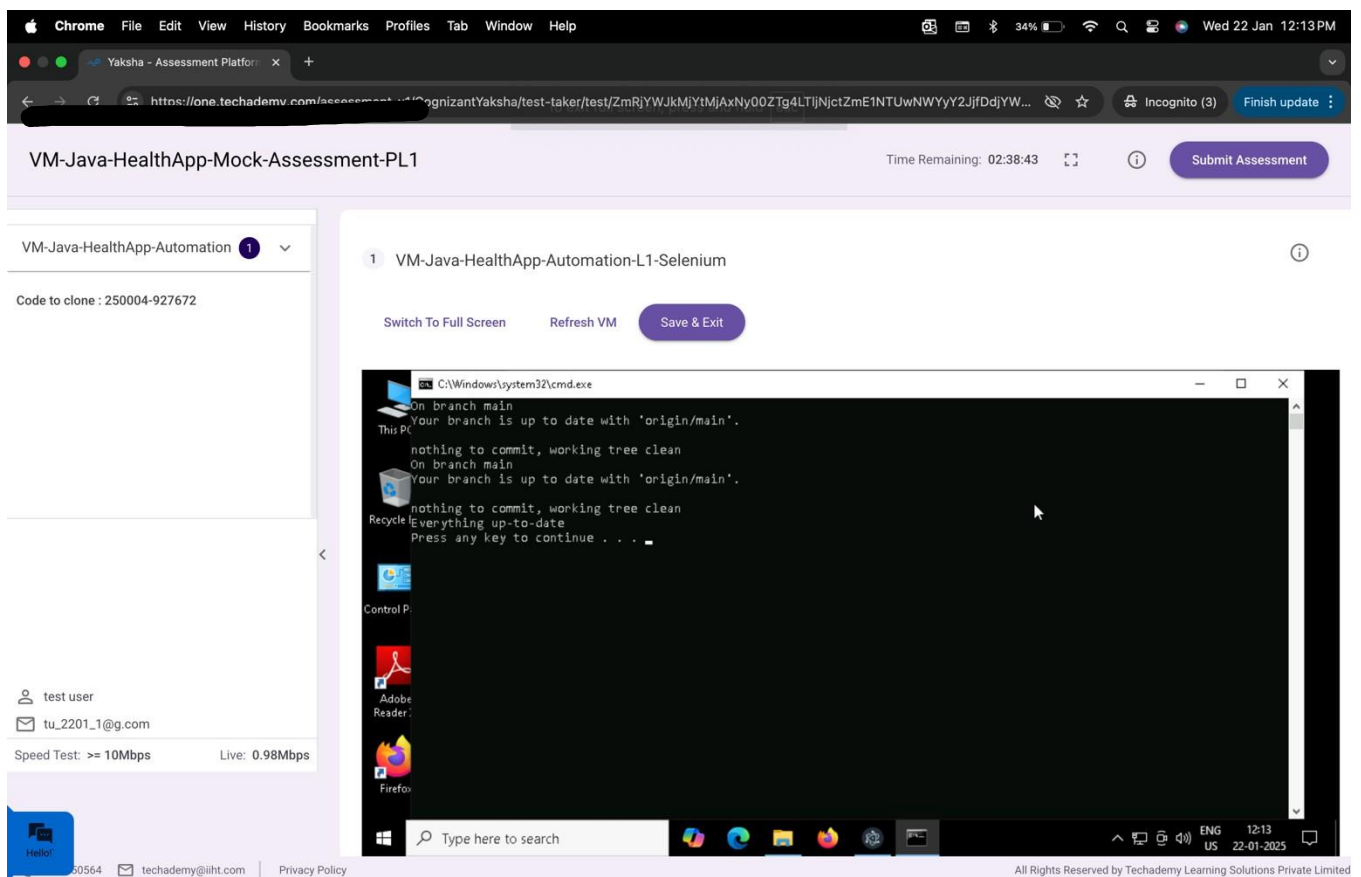 Chrome File Edit View History Bookmarks Profiles Tab Window Help 34% Wed 22 Jan 12:13 PM
Yaksha - Assessment Platform
https://one.techademy.com/assessment-v1/CognizantYaksha/test-taker/test/ Incognito (3) Finish update
VM-Java-HealthApp-Mock-Assessment-PL1 Time Remaining: 02:38:43 Submit Assessment
VM-Java-HealthApp-Automation 1
Code to clone : 250004-927672
1 VM-Java-HealthApp-Automation-L1-Selenium
Switch To Full Screen Refresh VM Save & Exit
C:\Windows\system32\cmd.exe
On branch main
Your branch is up to date with 'origin/main'.
nothing to commit, working tree clean
On branch main
Your branch is up to date with 'origin/main'.
nothing to commit, working tree clean
Everything up-to-date
Press any key to continue . . .
This PC
Recycle
Control P
Adobe
Reader
Firefox
test user
tu_2201_1@g.com
Speed Test: >= 10Mbps Live: 0.98Mbps
Type here to search
ENG
US
12:13
22-01-2025
Hello!
50564 techademy@iiht.com Privacy Policy All Rights Reserved by Techademy Learning Solutions Private Limited